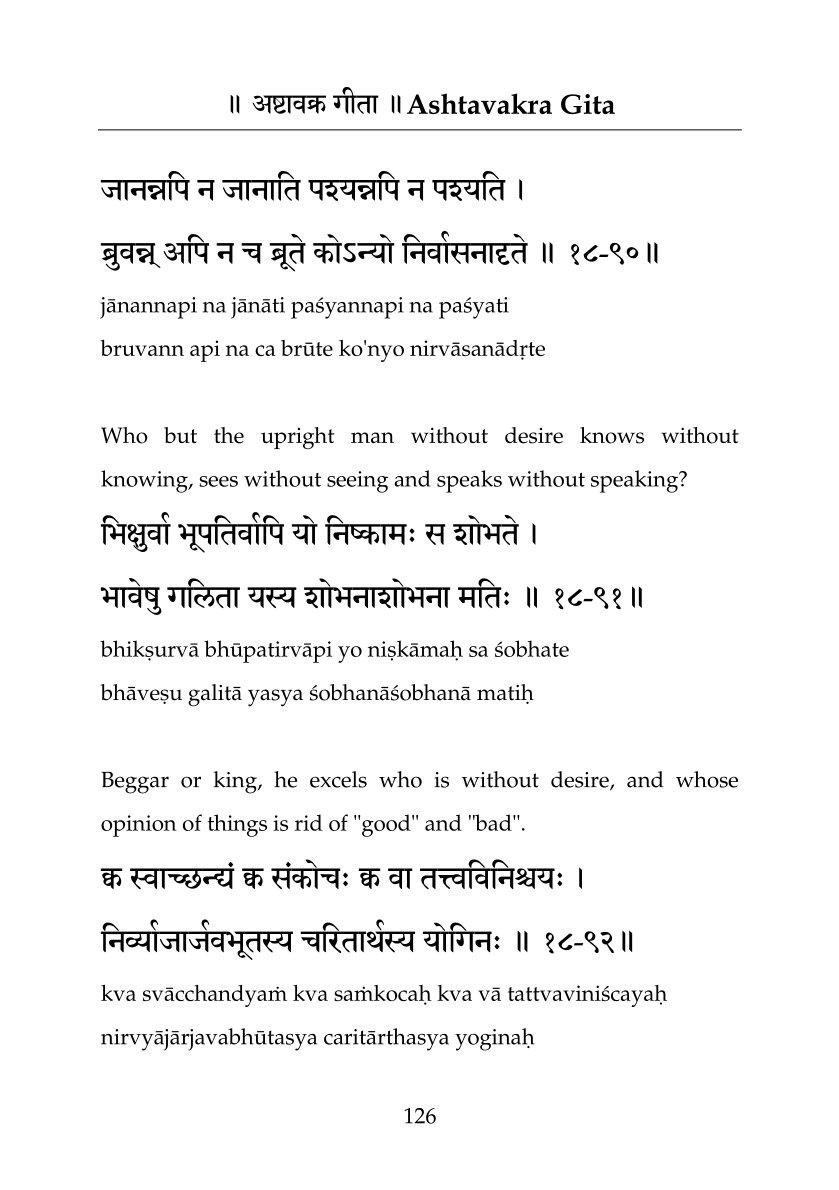 ॥ अष्टावक्र गीता ॥ Ashtavakra Gita
जानन्नपि न जानाति पश्यन्नपि न पश्यति ।
ब्रुवन्न् अपि न च ब्रूते कोऽन्यो निर्वासनादृते ॥ १८-९०॥
jānannapi na jānāti paśyannapi na paśyati
bruvann api na ca brūte ko'nyo nirvāsanādṛte
Who but the upright man without desire knows without
knowing, sees without seeing and speaks without speaking?
भिक्षुर्वा भूपतिर्वापि यो निष्कामः स शोभते ।
भावेषु गलिता यस्य शोभनाशोभना मतिः ॥ १८-९१॥
bhikṣurvā bhūpatirvāpi yo niṣkāmaḥ sa śobhate
bhāveṣu galitā yasya śobhanāśobhanā matiḥ
Beggar or king, he excels who is without desire, and whose
opinion of things is rid of "good" and "bad".
क्व स्वाच्छन्द्यं क्व संकोचः क्व वा तत्त्वविनिश्चयः ।
निर्व्याजार्जवभूतस्य चरितार्थस्य योगिनः ॥ १८-९२॥
kva svācchandyaṁ kva saṁkocaḥ kva vā tattvaviniścayaḥ
nirvyājārjavabhūtasya caritārthasya yoginaḥ
126